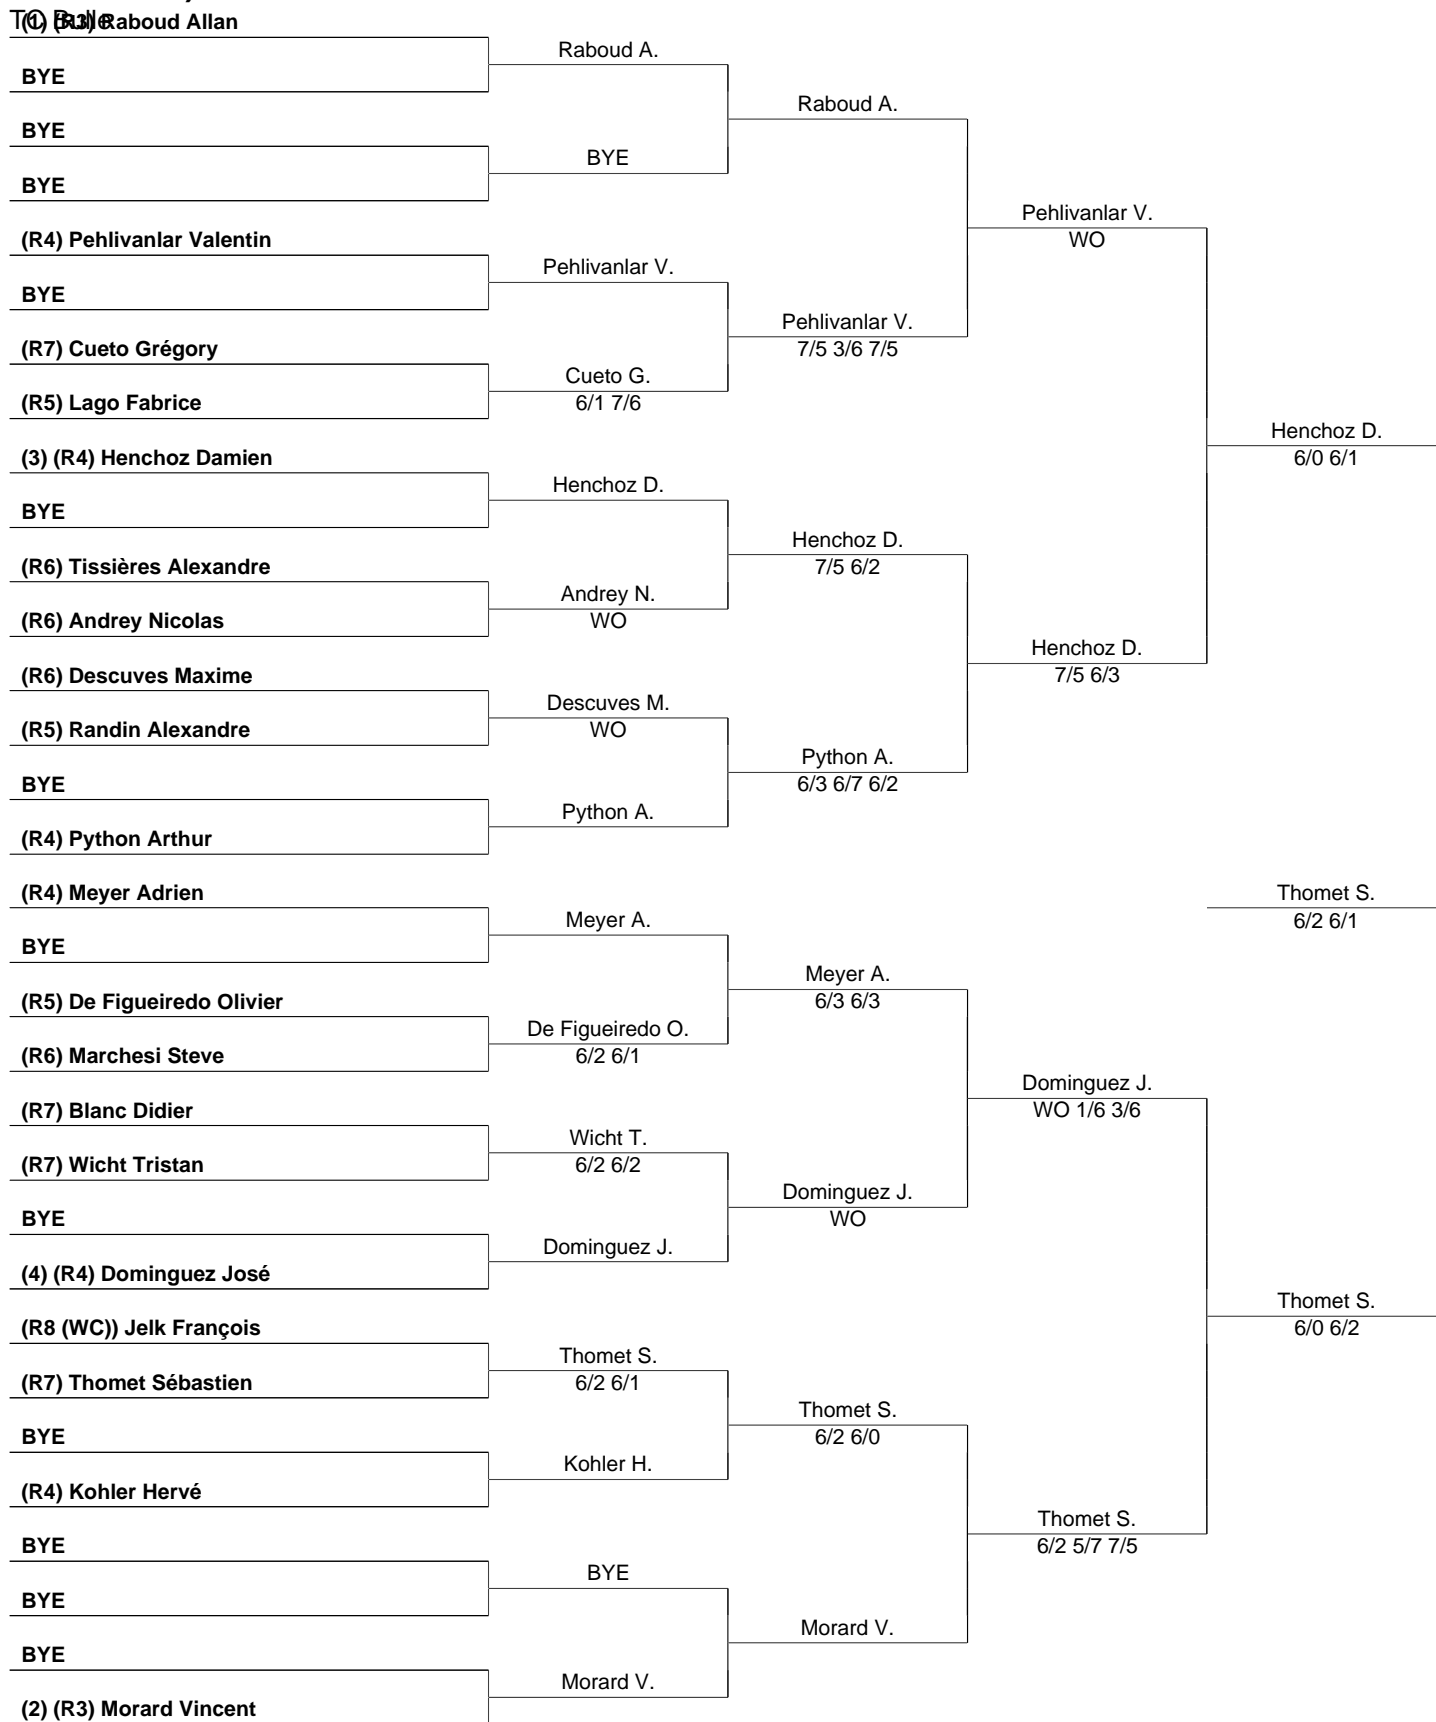 TC Bulle
(1) (R3) Raboud Allan
BYE
BYE
BYE
(R4) Pehlivanlar Valentin
BYE
(R7) Cueto Grégory
(R5) Lago Fabrice
(3) (R4) Henchoz Damien
BYE
(R6) Tissières Alexandre
(R6) Andrey Nicolas
(R6) Descuves Maxime
(R5) Randin Alexandre
BYE
(R4) Python Arthur
(R4) Meyer Adrien
BYE
(R5) De Figueiredo Olivier
(R6) Marchesi Steve
(R7) Blanc Didier
(R7) Wicht Tristan
BYE
(4) (R4) Dominguez José
(R8 (WC)) Jelk François
(R7) Thomet Sébastien
BYE
(R4) Kohler Hervé
BYE
BYE
BYE
(2) (R3) Morard Vincent
Raboud A.
BYE
Pehlivanlar V.
Cueto G.
6/1 7/6
Henchoz D.
Andrey N.
WO
Descuves M.
WO
Python A.
Meyer A.
De Figueiredo O.
6/2 6/1
Wicht T.
6/2 6/2
Dominguez J.
Thomet S.
6/2 6/1
Kohler H.
BYE
Morard V.
Raboud A.
Pehlivanlar V.
7/5 3/6 7/5
Henchoz D.
7/5 6/2
Python A.
6/3 6/7 6/2
Meyer A.
6/3 6/3
Dominguez J.
WO
Thomet S.
6/2 6/0
Morard V.
Pehlivanlar V.
WO
Henchoz D.
7/5 6/3
Dominguez J.
WO 1/6 3/6
Thomet S.
6/2 5/7 7/5
Henchoz D.
6/0 6/1
Thomet S.
6/2 6/1
Thomet S.
6/0 6/2